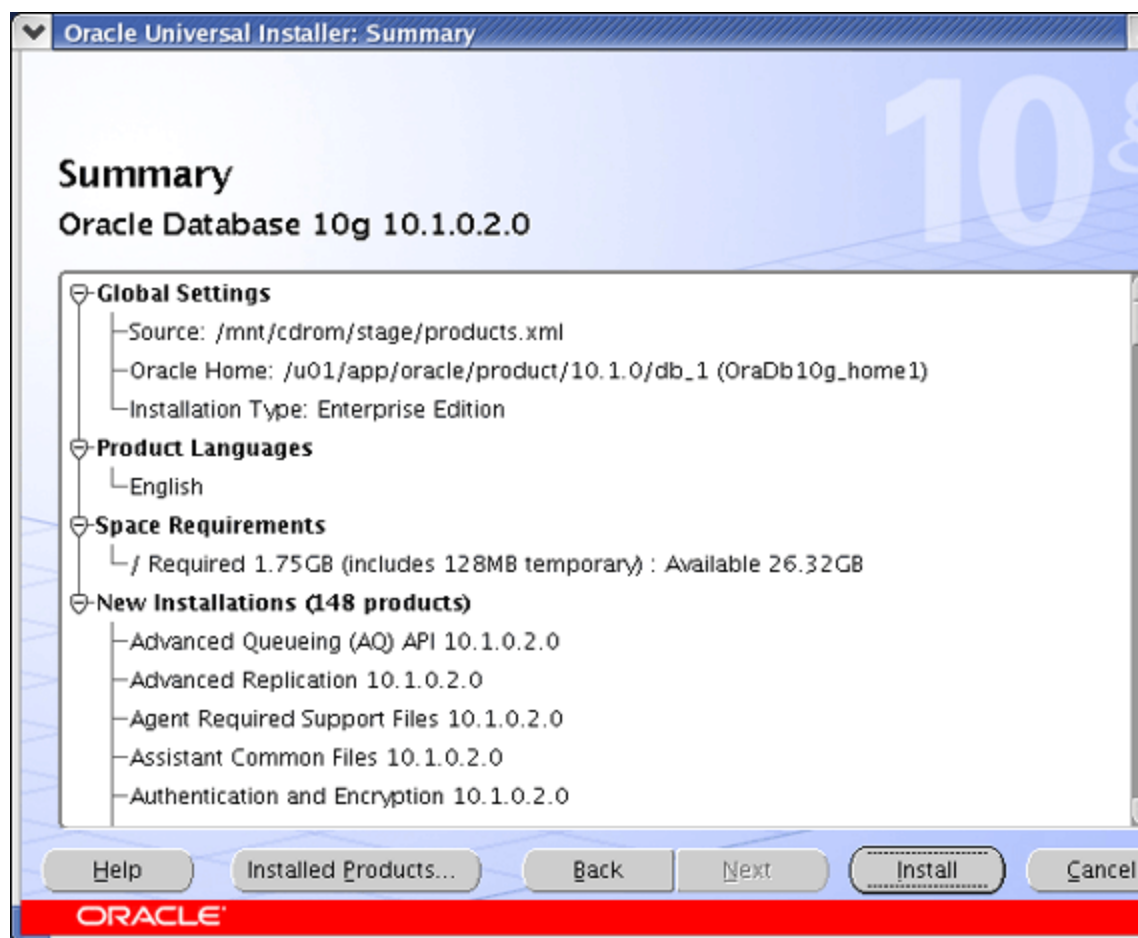 Oracle Universal Installer: Summary
10g
Summary
Oracle Database 10g 10.1.0.2.0
Global Settings
Source: /mnt/cdrom/stage/products.xml
Oracle Home: /u01/app/oracle/product/10.1.0/db_1 (OraDb10g_home1)
Installation Type: Enterprise Edition
Product Languages
English
Space Requirements
/ Required 1.75GB (includes 128MB temporary) : Available 26.32GB
New Installations (148 products)
Advanced Queueing (AQ) API 10.1.0.2.0
Advanced Replication 10.1.0.2.0
Agent Required Support Files 10.1.0.2.0
Assistant Common Files 10.1.0.2.0
Authentication and Encryption 10.1.0.2.0
Help Installed Products... Back Next Install Cancel
ORACLE